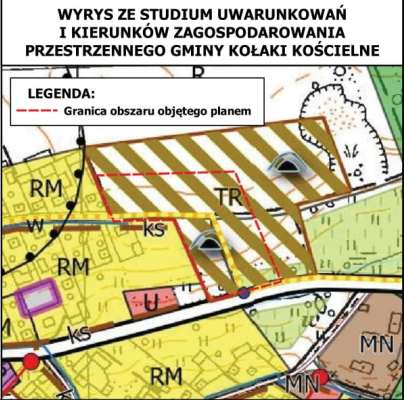 WYRYS ZE STUDIUM UWARUNKOWAŃ
I KIERUNKÓW ZAGOSPODAROWANIA
PRZESTRZENNEGO GMINY KOŁAKI KOŚCIELNE
LEGENDA:
Granica obszaru objętego planem
R
RM
TR
W
ks
RM
U
ks
MN
RM
MN